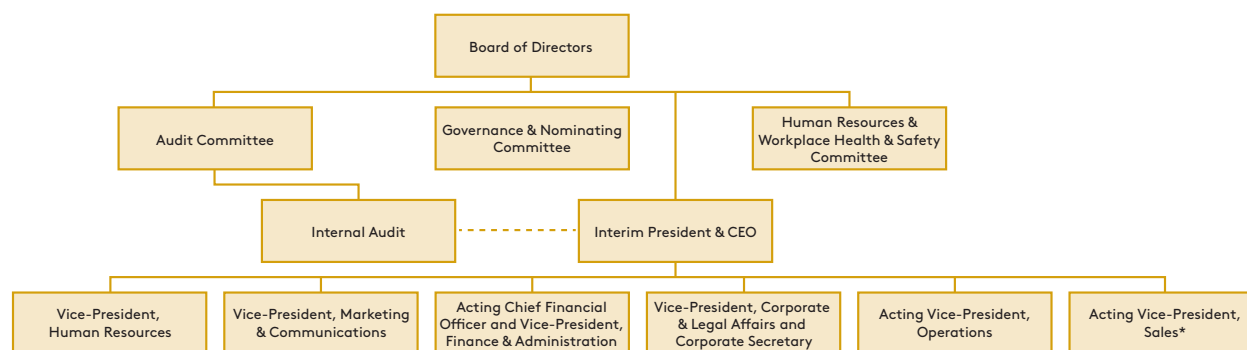 Board of Directors
Audit Committee
Governance & Nominating
Committee
Human Resources &
Workplace Health & Safety
Committee
Internal Audit
Interim President & CEO
Vice-President,
Human Resources
Vice-President, Marketing
& Communications
Acting Chief Financial
Officer and Vice-President,
Finance & Administration
Vice-President, Corporate
& Legal Affairs and
Corporate Secretary
Acting Vice-President,
Operations
Acting Vice-President,
Sales*